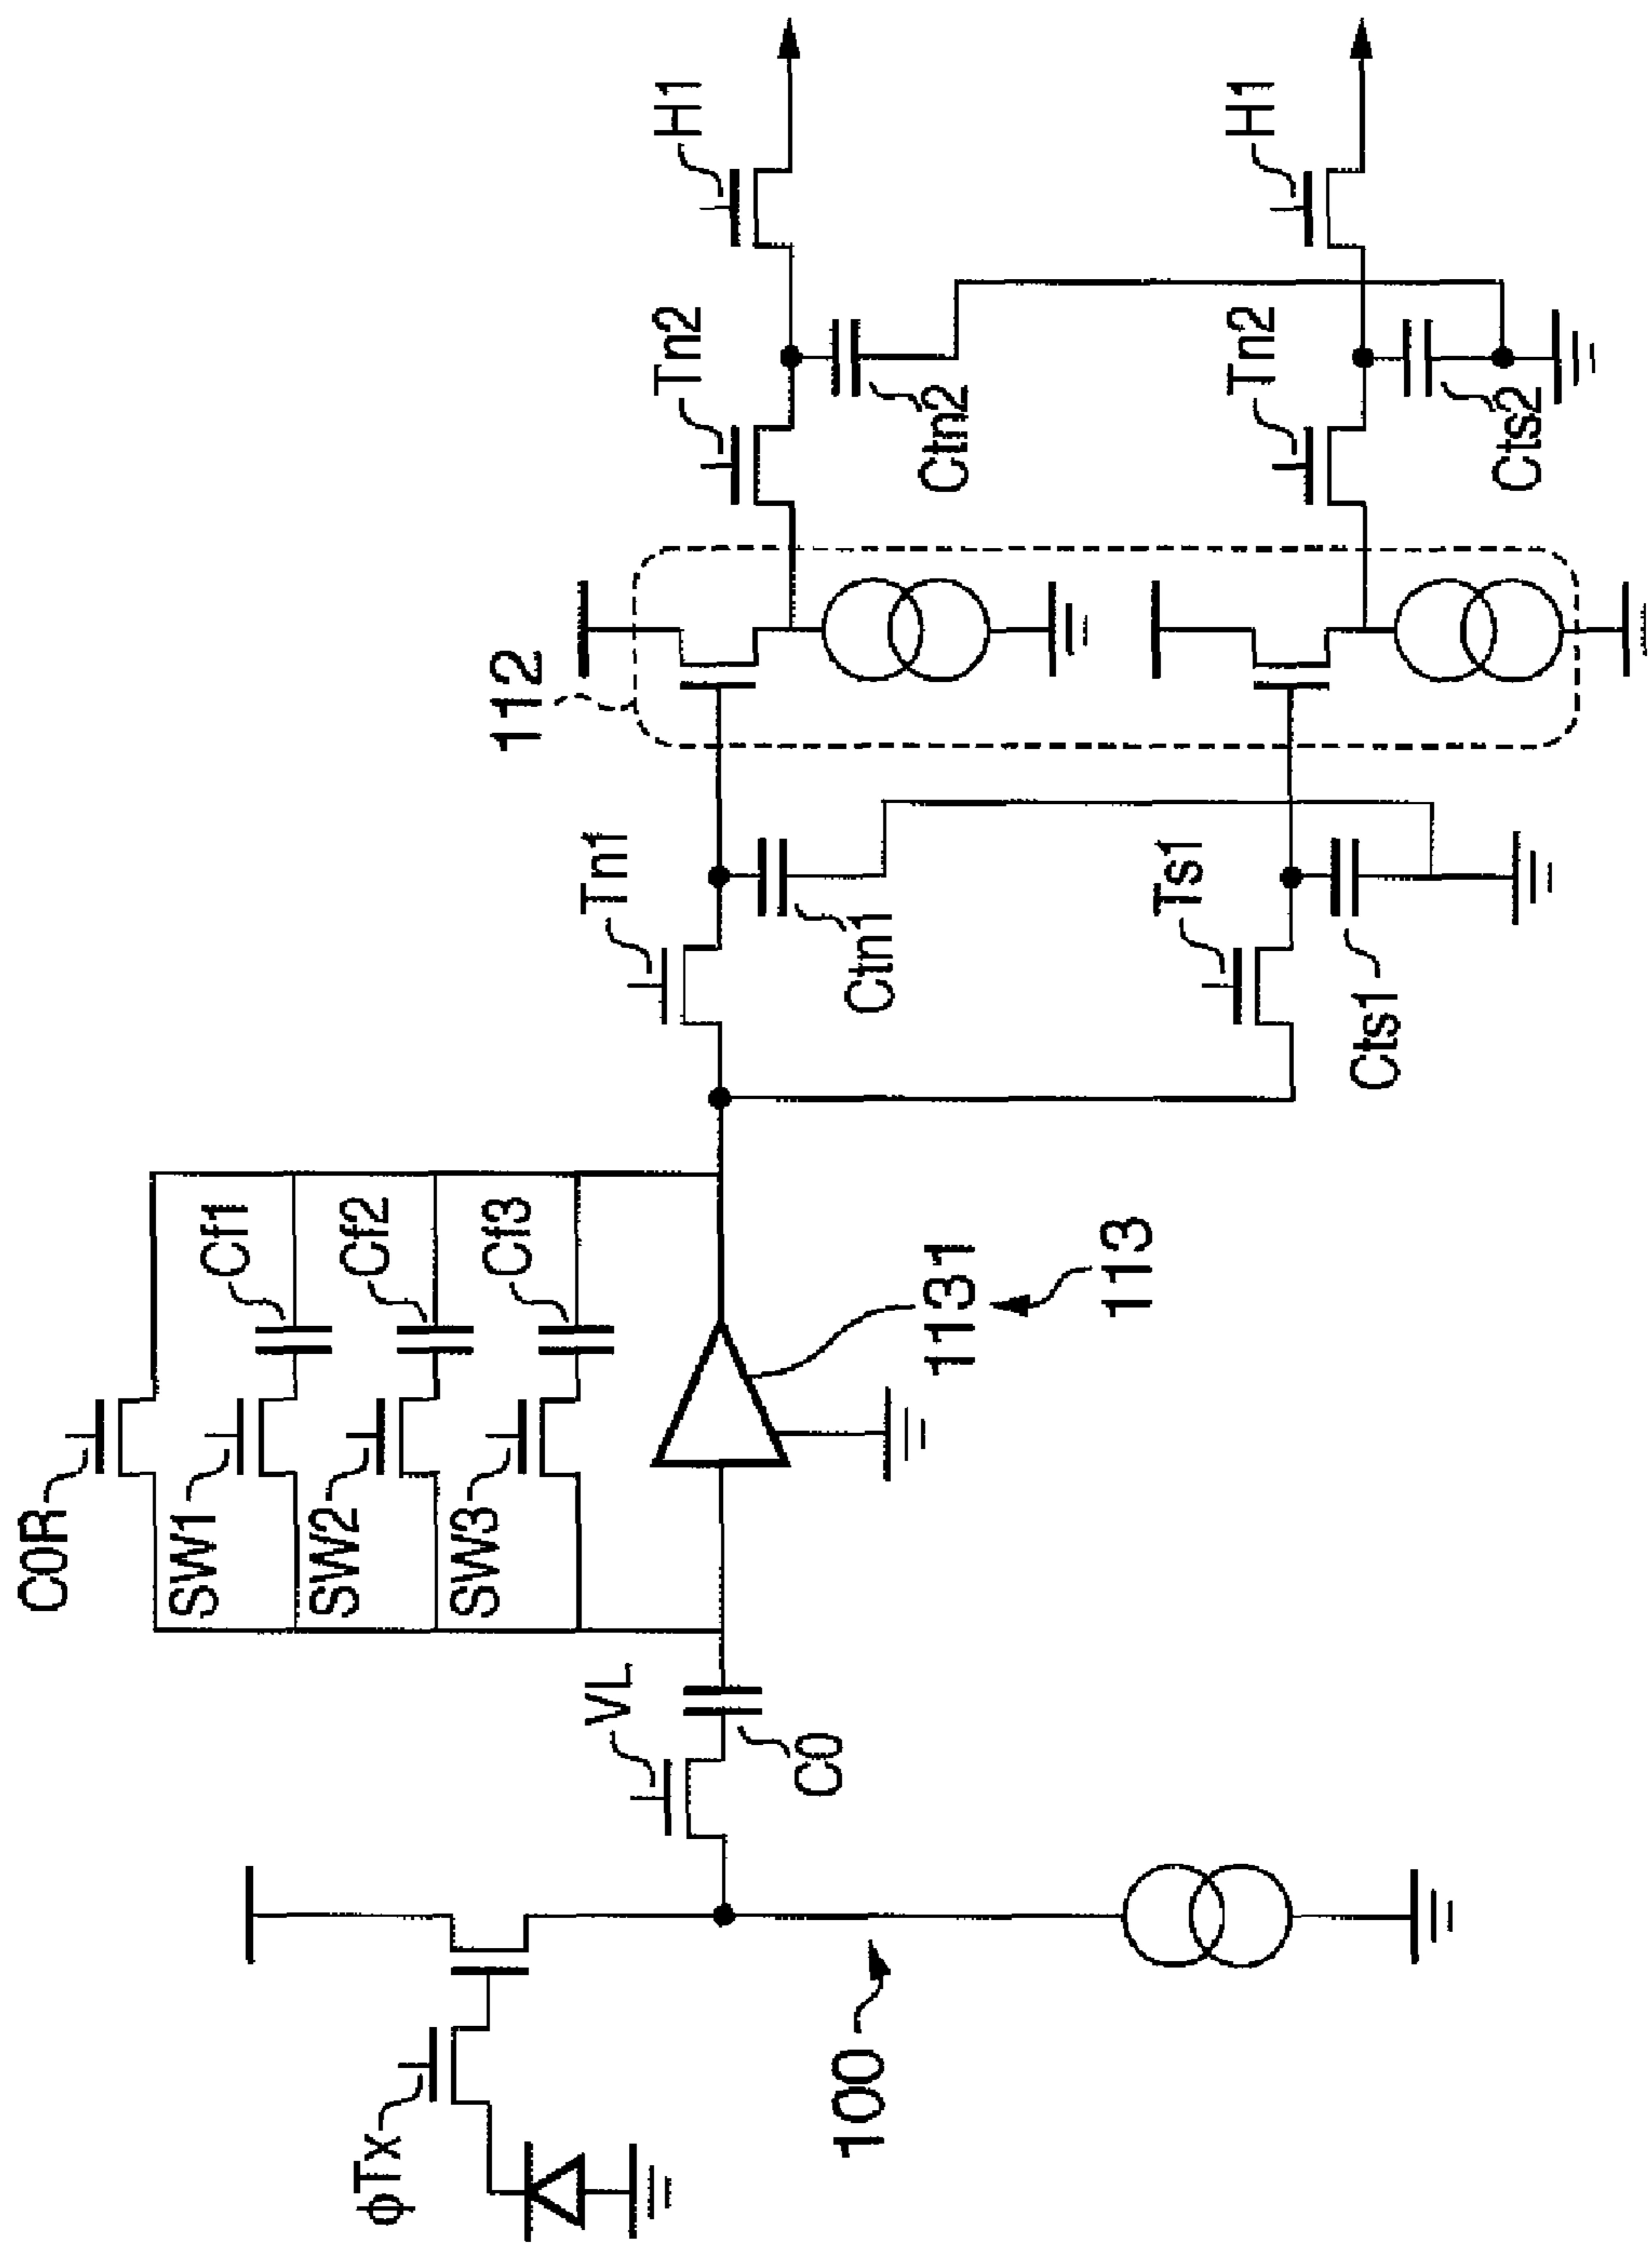 C0R
SW1
SW2
SW3
Cf1
Cf2
Cf3
VL
C0
1131
113
ϕTx
100
Tn1
Ctn1
Ts1
Cts1
112
Tn2
Ctn2
Tn2
Cts2
H1
H1